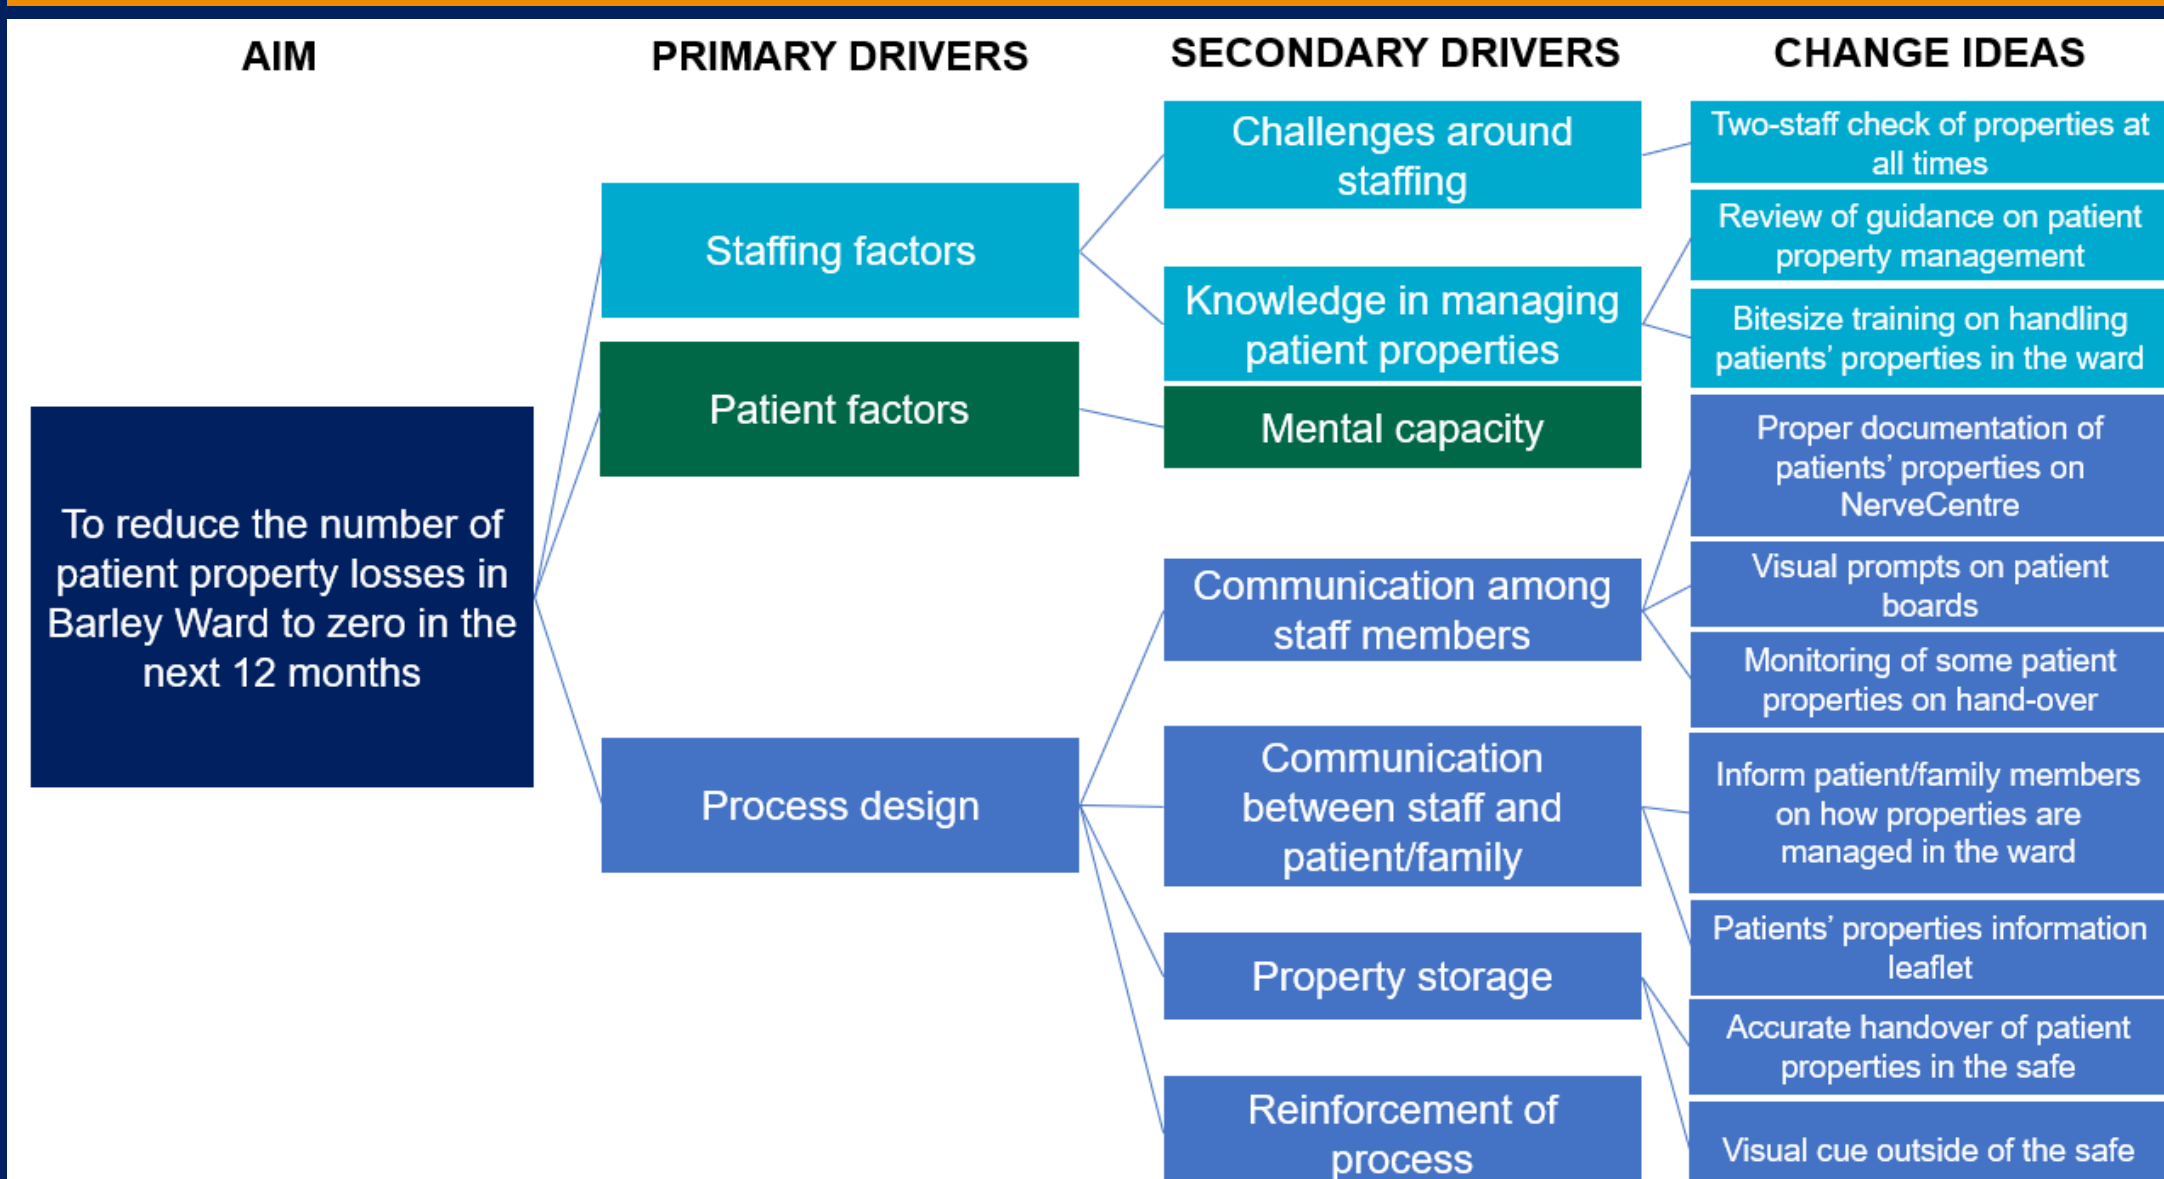 AIM
PRIMARY DRIVERS
SECONDARY DRIVERS
CHANGE IDEAS
To reduce the number of
patient property losses in
Barley Ward to zero in the
next 12 months
Staffing factors
Patient factors
Process design
Challenges around
staffing
Knowledge in managing
patient properties
Mental capacity
Communication among
staff members
Communication
between staff and
patient/family
Property storage
Reinforcement of
process
Two-staff check of properties at
all times
Review of guidance on patient
property management
Bitesize training on handling
patients’ properties in the ward
Proper documentation of
patients’ properties on
NerveCentre
Visual prompts on patient
boards
Monitoring of some patient
properties on hand-over
Inform patient/family members
on how properties are
managed in the ward
Patients’ properties information
leaflet
Accurate handover of patient
properties in the safe
Visual cue outside of the safe